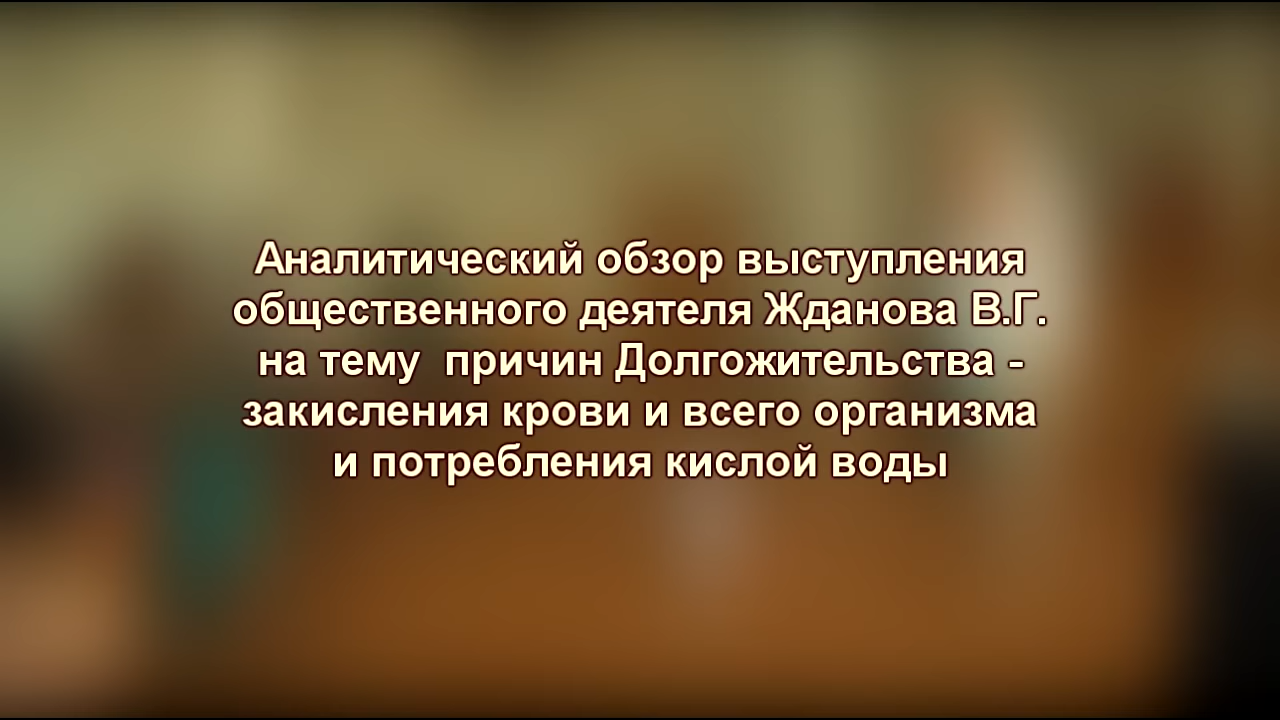 Аналитический обзор выступления
общественного деятеля Жданова В.Г.
на тему  причин Долгожительства -
закисления крови и всего организма
и потребления кислой воды